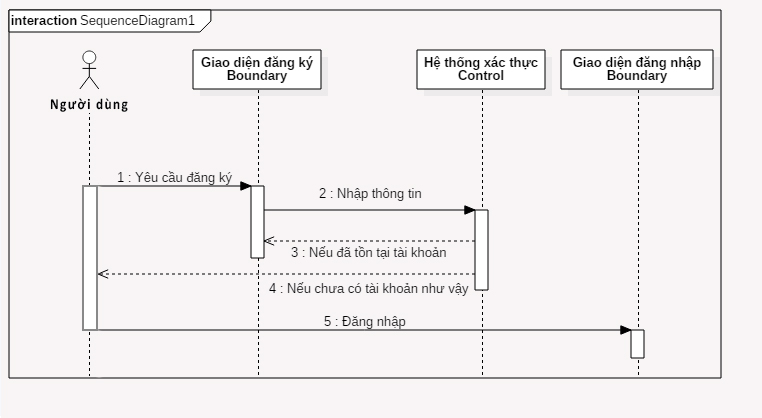 interaction SequenceDiagram1
Người dùng
Giao diện đăng ký
Boundary
Hệ thống xác thực
Control
Giao diện đăng nhập
Boundary
1 : Yêu cầu đăng ký
2 : Nhập thông tin
3 : Nếu đã tồn tại tài khoản
4 : Nếu chưa có tài khoản như vậy
5 : Đăng nhập